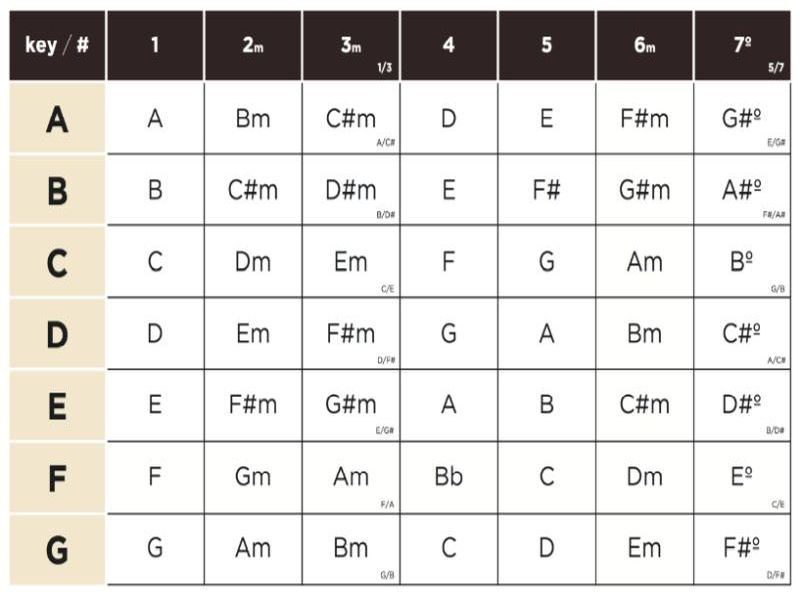 key / # 1 2m 3m 4 5 6m 7º
1/3 5/7
A A Bm C#m D E F#m G#º
A/C# E/G#
B B C#m D#m E F# G#m A#º
B/D# F#/A#
C C Dm Em F G Am Bº
C/E G/B
D D Em F#m G A Bm C#º
D/F# A/C#
E E F#m G#m A B C#m D#º
E/G# B/D#
F F Gm Am Bb C Dm Eº
F/A C/E
G G Am Bm C D Em F#º
G/B D/F#